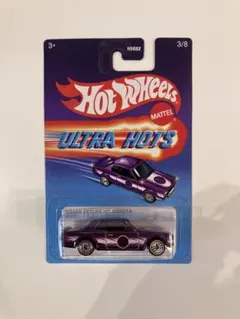 3+
3/8
Hot Wheels
MATTEL
ULTRA HOTS